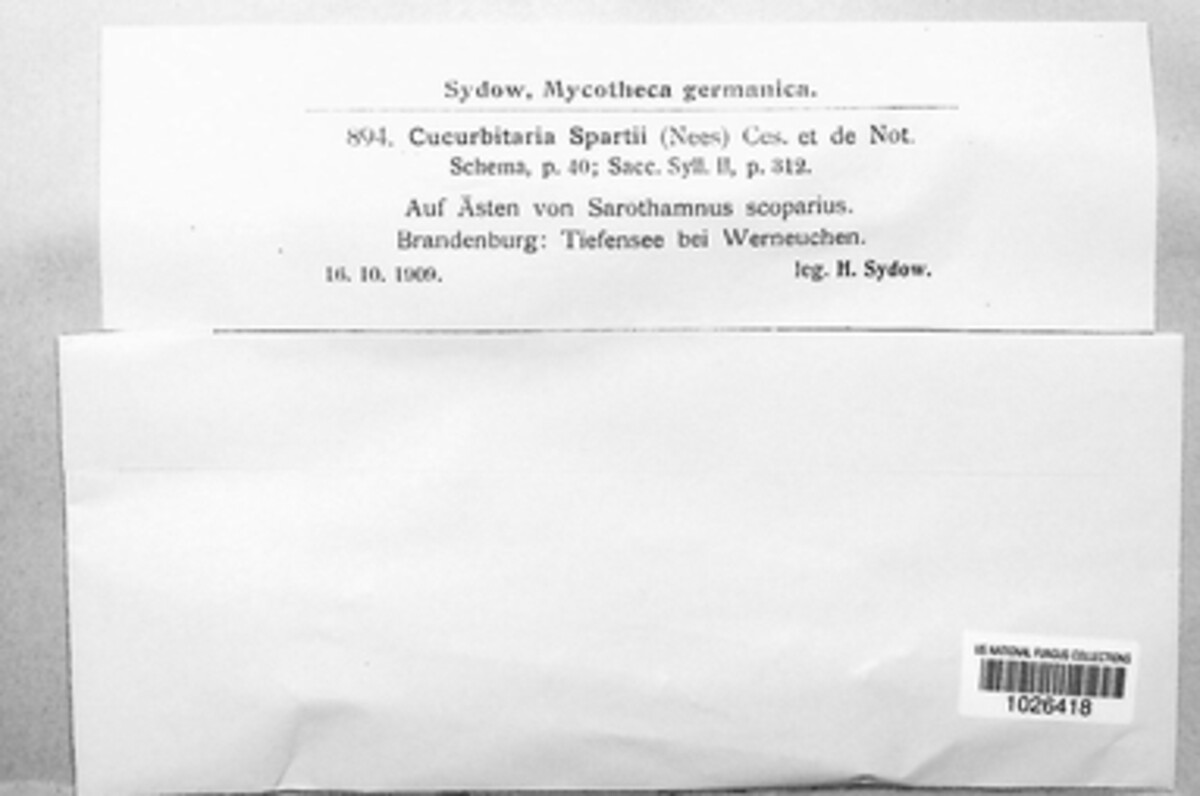 Sydow, Mycotheca germanica.
894. Cucurbitaria Spartii (Nees) Ces. et de Not.
Schema, p. 40; Sacc. Syll. II, p. 312.
Auf Ästen von Sarothamnus scoparius.
Brandenburg: Tiefensee bei Werneuchen.
16. 10. 1909. leg. H. Sydow.
US NATIONAL FUNGUS COLLECTIONS
1026418